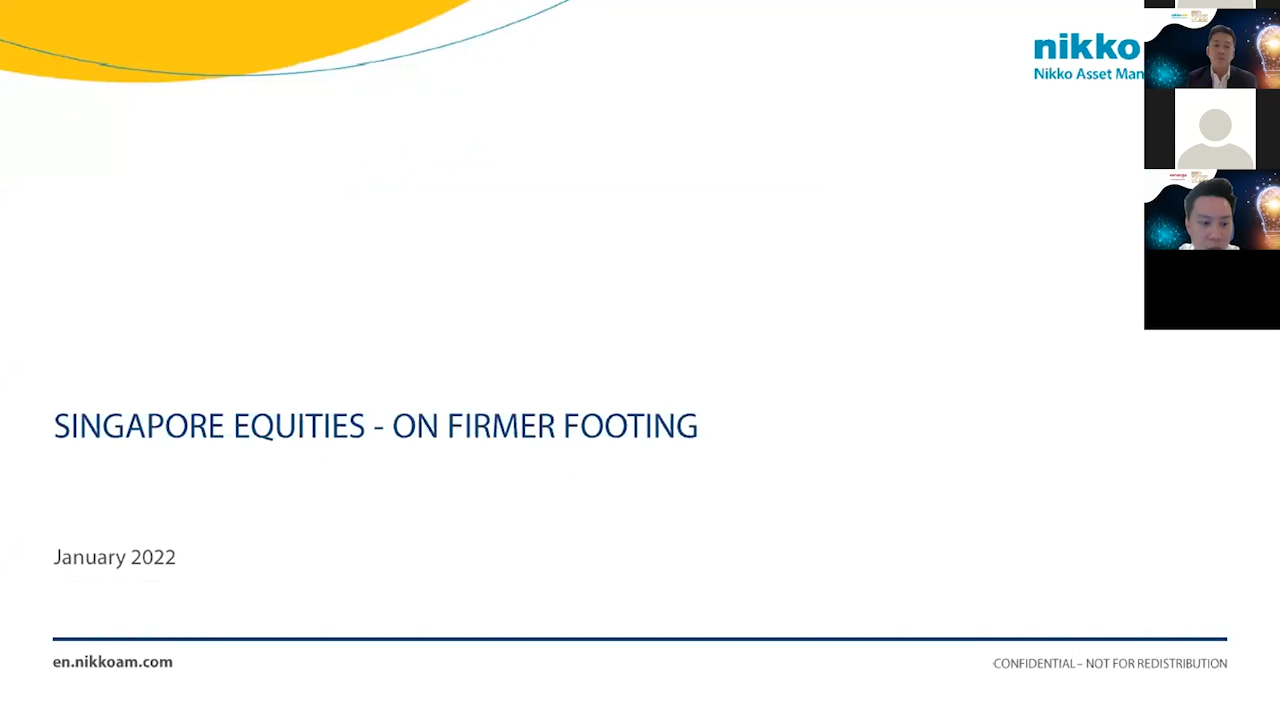 nikko
Nikko Asset Man
SINGAPORE EQUITIES - ON FIRMER FOOTING
January 2022
en.nikkoam.com
CONFIDENTIAL – NOT FOR REDISTRIBUTION